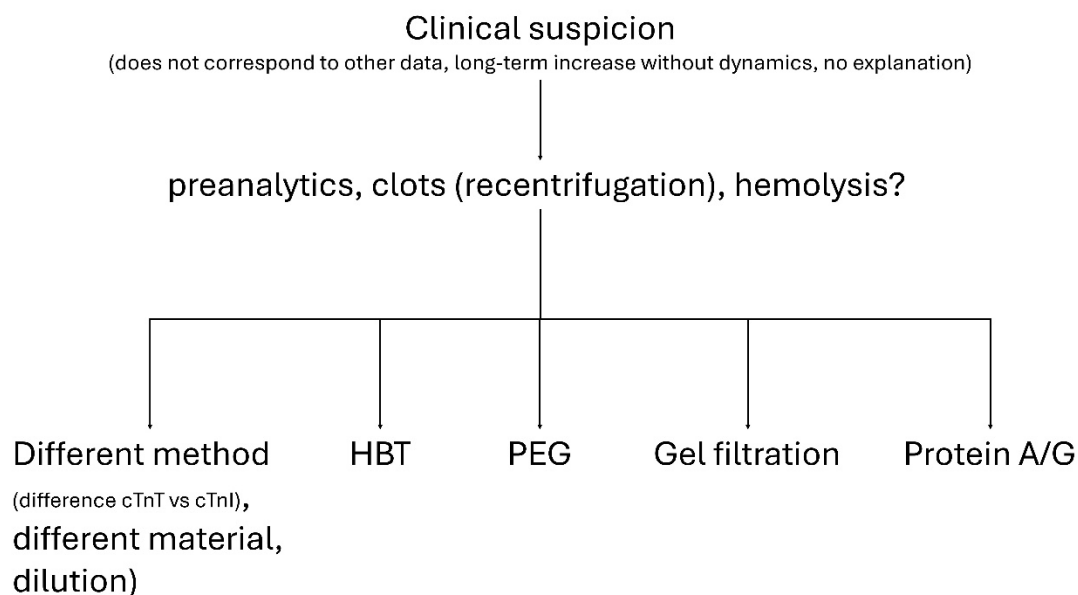 Clinical suspicion
(does not correspond to other data, long-term increase without dynamics, no explanation)
preanalytics, clots (recentrifugation), hemolysis?
Different method
(difference cTnT vs cTnI),
different material,
dilution)
HBT
PEG
Gel filtration
Protein A/G